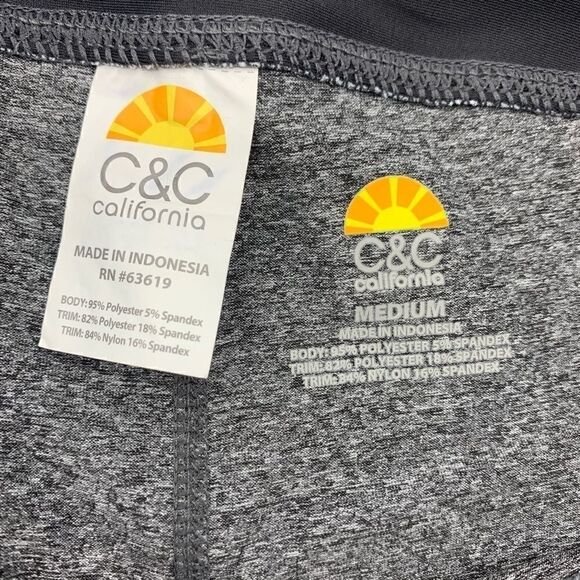 C&C
california
MADE IN INDONESIA
RN #63619
BODY: 95% Polyester 5% Spandex
TRIM: 82% Polyester 18% Spandex
TRIM: 84% Nylon 16% Spandex
C&C
california
MEDIUM
MADE IN INDONESIA
BODY: 95% POLYESTER 5% SPANDEX
TRIM: 82% POLYESTER 18% SPANDEX
TRIM: 84% NYLON 16% SPANDEX